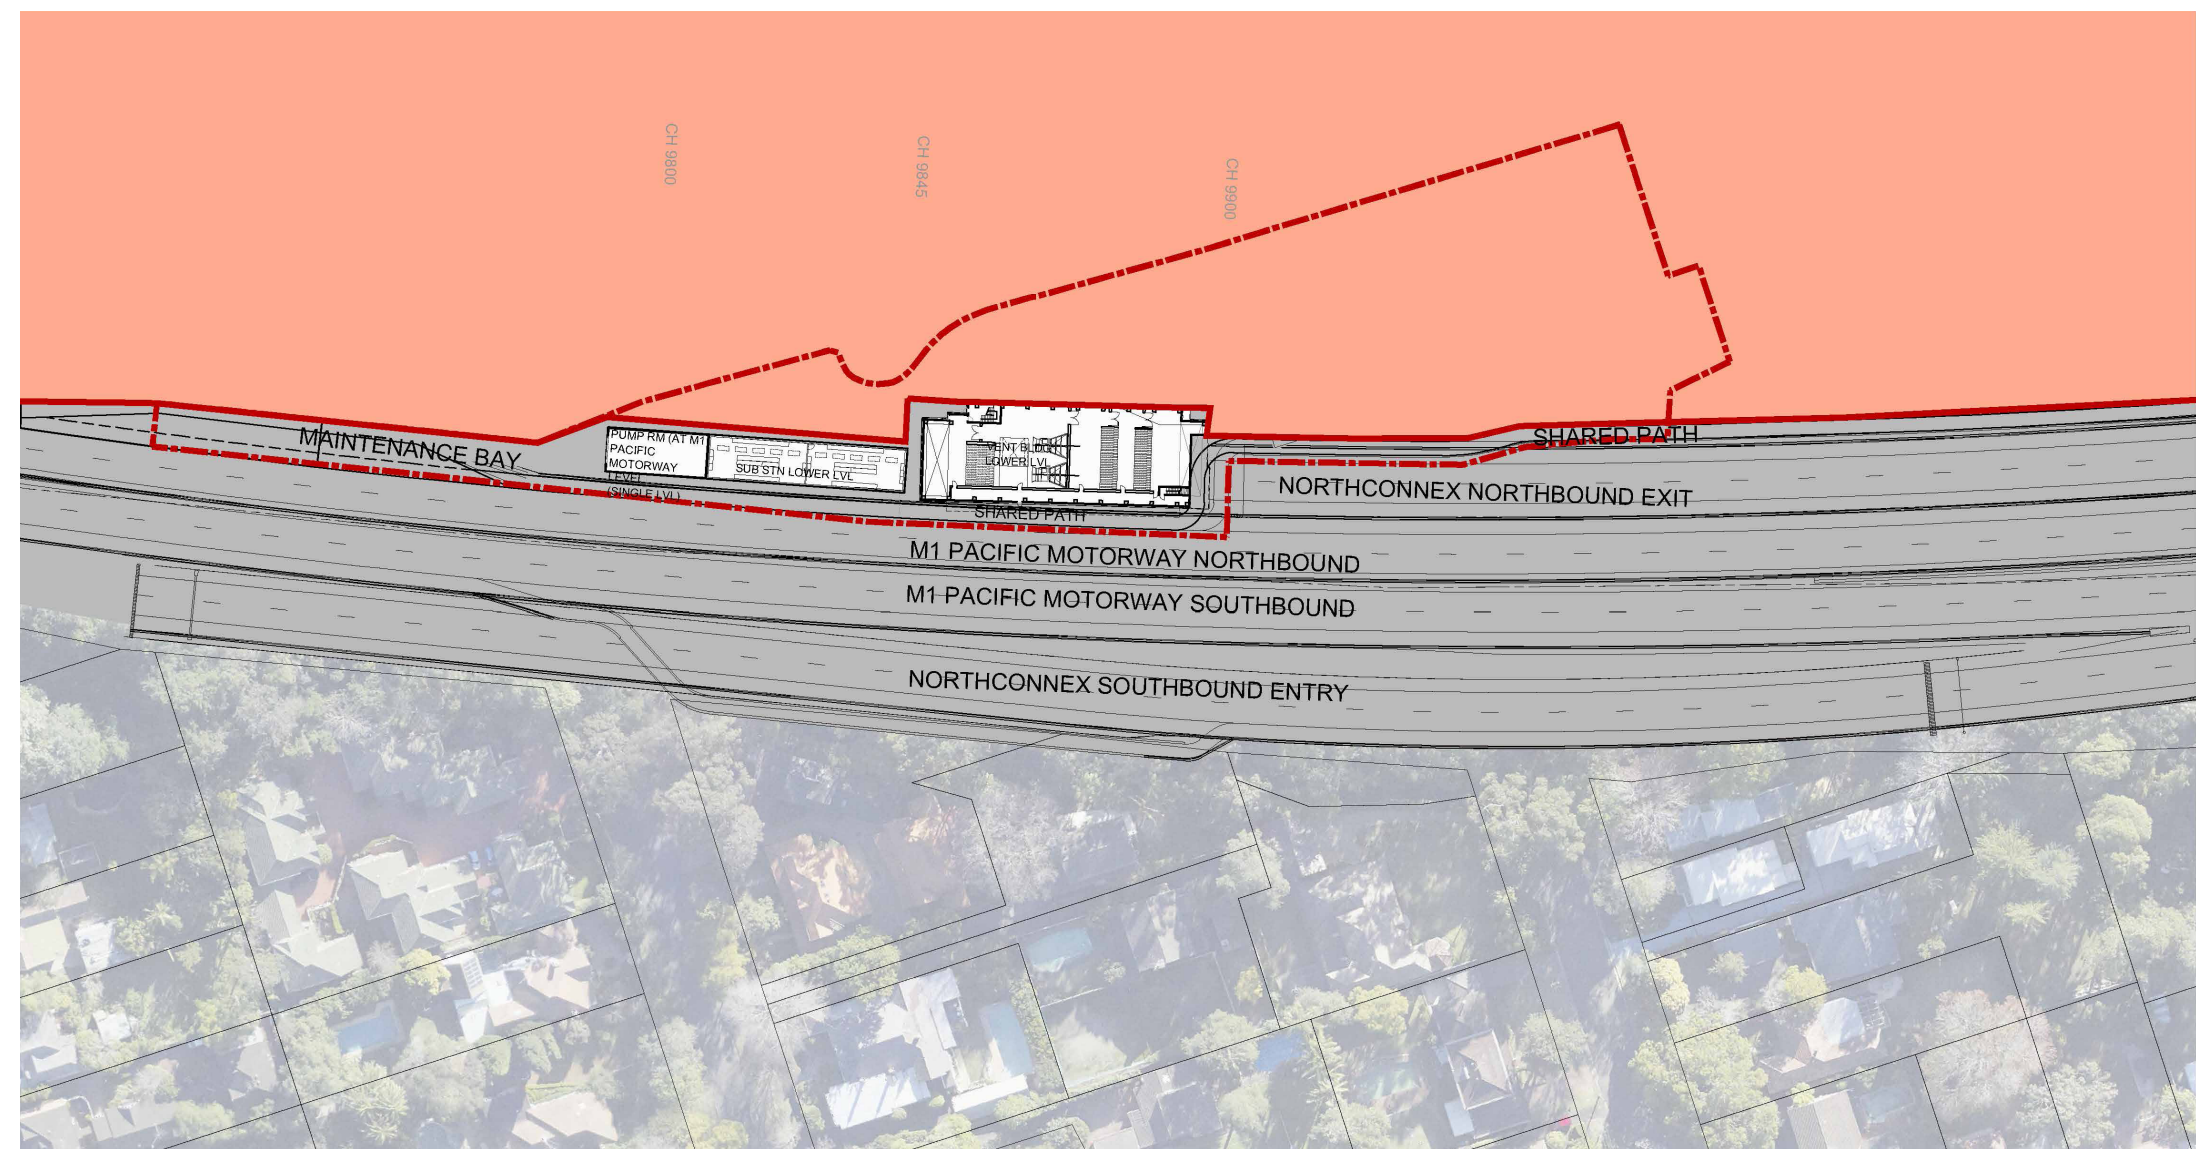 CH 9800
CH 9845
CH 9900
MAINTENANCE BAY
PUMP RM (AT M1
PACIFIC
MOTORWAY
LEVEL
(SINGLE LVL)
SUB STN LOWER LVL
VENT BLDG
LOWER LVL
SHARED PATH
SHARED PATH
NORTHCONNEX NORTHBOUND EXIT
M1 PACIFIC MOTORWAY NORTHBOUND
M1 PACIFIC MOTORWAY SOUTHBOUND
NORTHCONNEX SOUTHBOUND ENTRY